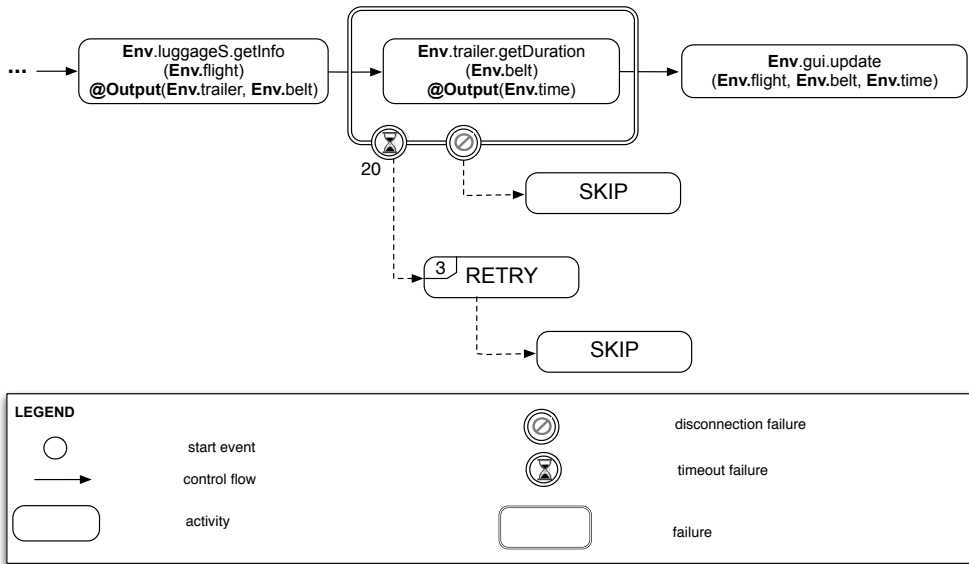 ...
Env.luggageS.getInfo
(Env.flight)
@Output(Env.trailer, Env.belt)
Env.trailer.getDuration
(Env.belt)
@Output(Env.time)
Env.gui.update
(Env.flight, Env.belt, Env.time)
20
SKIP
3
RETRY
SKIP
LEGEND
start event
control flow
activity
disconnection failure
timeout failure
failure